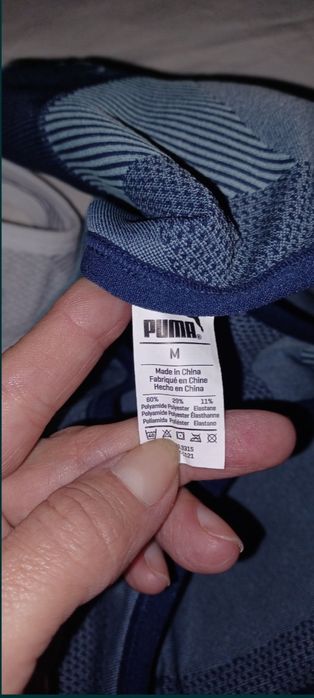 PUMA®
M
Made in China
Fabriqué en Chine
Hecho en China
60% 29% 11%
Polyamide Polyester Elastane
Polyamide Polyester Élasthanne
Poliamida Poliéster Elastano